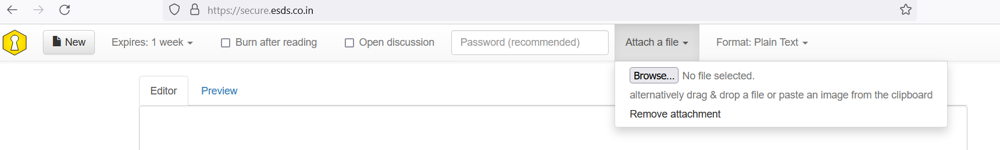 https://secure.esds.co.in
New Expires: 1 week Burn after reading Open discussion Password (recommended) Attach a file Format: Plain Text
Browse... No file selected.
Editor Preview alternatively drag & drop a file or paste an image from the clipboard
Remove attachment